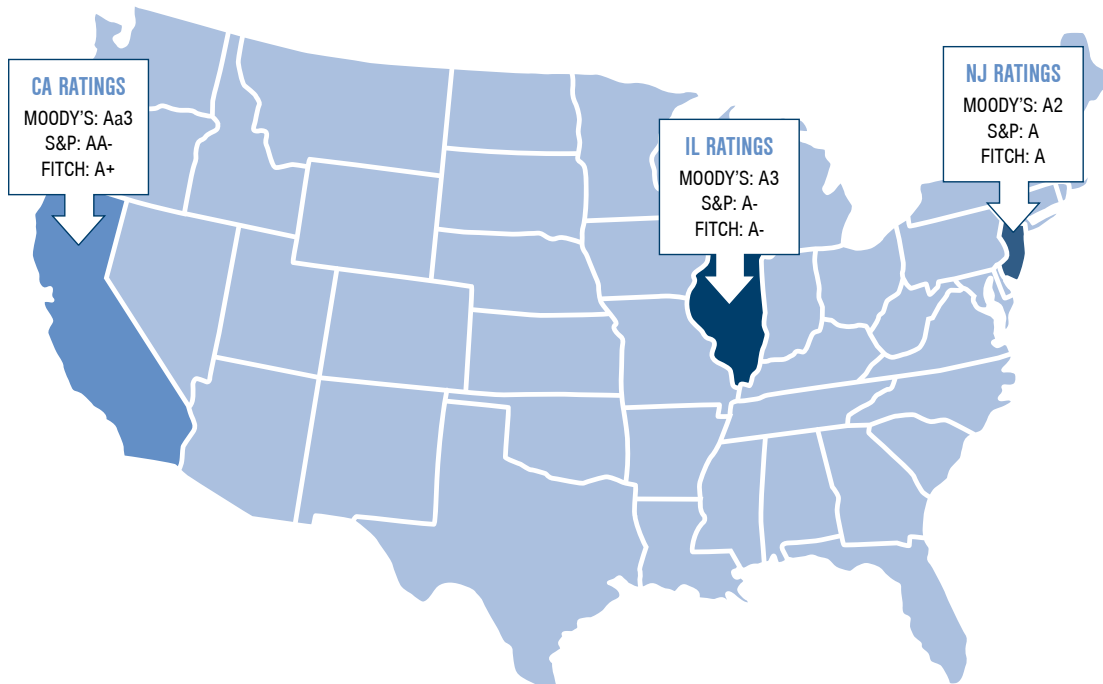 CA RATINGS
MOODY'S: Aa3
S&P: AA-
FITCH: A+
IL RATINGS
MOODY'S: A3
S&P: A-
FITCH: A-
NJ RATINGS
MOODY'S: A2
S&P: A
FITCH: A